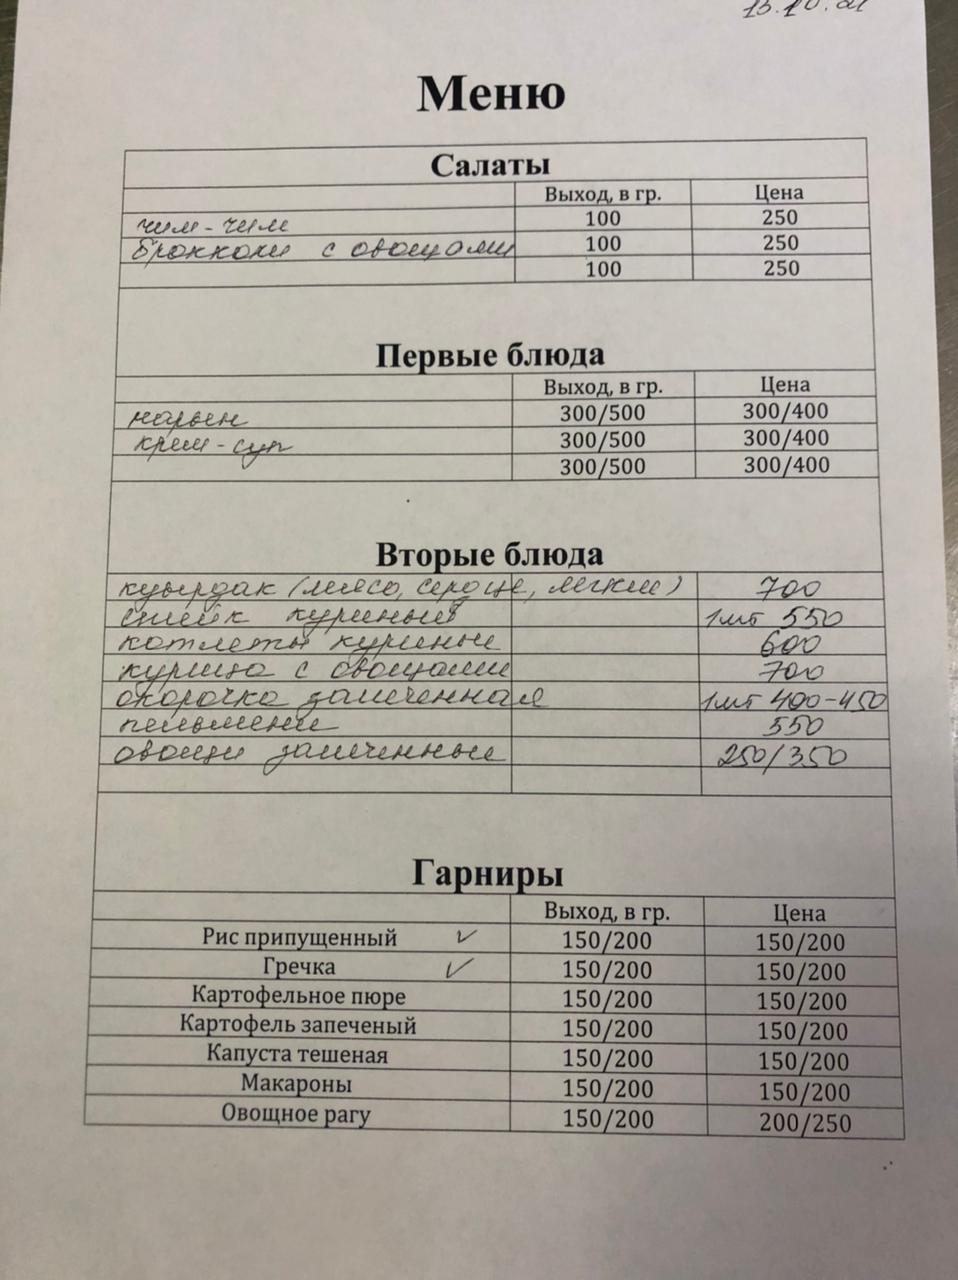 13.10.21
Меню
Салаты
Выход, в гр. Цена
чим-чим 100 250
брокколи с овощами 100 250
100 250
Первые блюда
Выход, в гр. Цена
нарын 300/500 300/400
крем-суп 300/500 300/400
300/500 300/400
Вторые блюда
куырдак (мясо, сердце, легкие) 700
стейк куриный 1шт 550
котлеты куриные 600
курица с овощами 700
окорочка запеченная 1шт 400-450
пельмени 550
овощи запеченные 250/350
Гарниры
Выход, в гр. Цена
Рис припущенный ✓ 150/200 150/200
Гречка ✓ 150/200 150/200
Картофельное пюре 150/200 150/200
Картофель запеченый 150/200 150/200
Капуста тешеная 150/200 150/200
Макароны 150/200 150/200
Овощное рагу 150/200 200/250